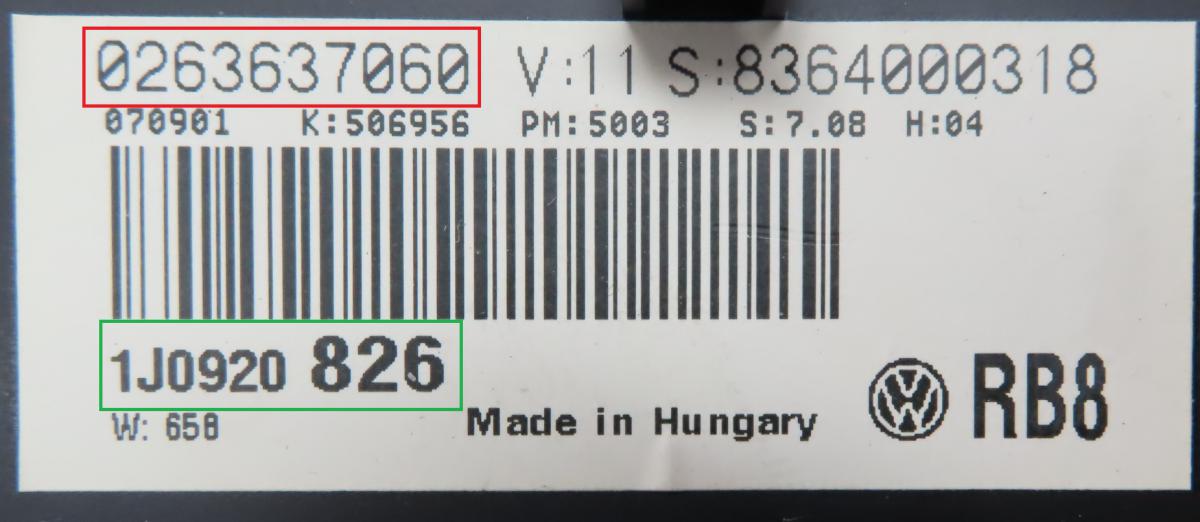 0263637060 V:11 S:8364000318
070901 K:506956 PM:5003 S:7.08 H:04
1J0920 826
W: 658
Made in Hungary
RB8